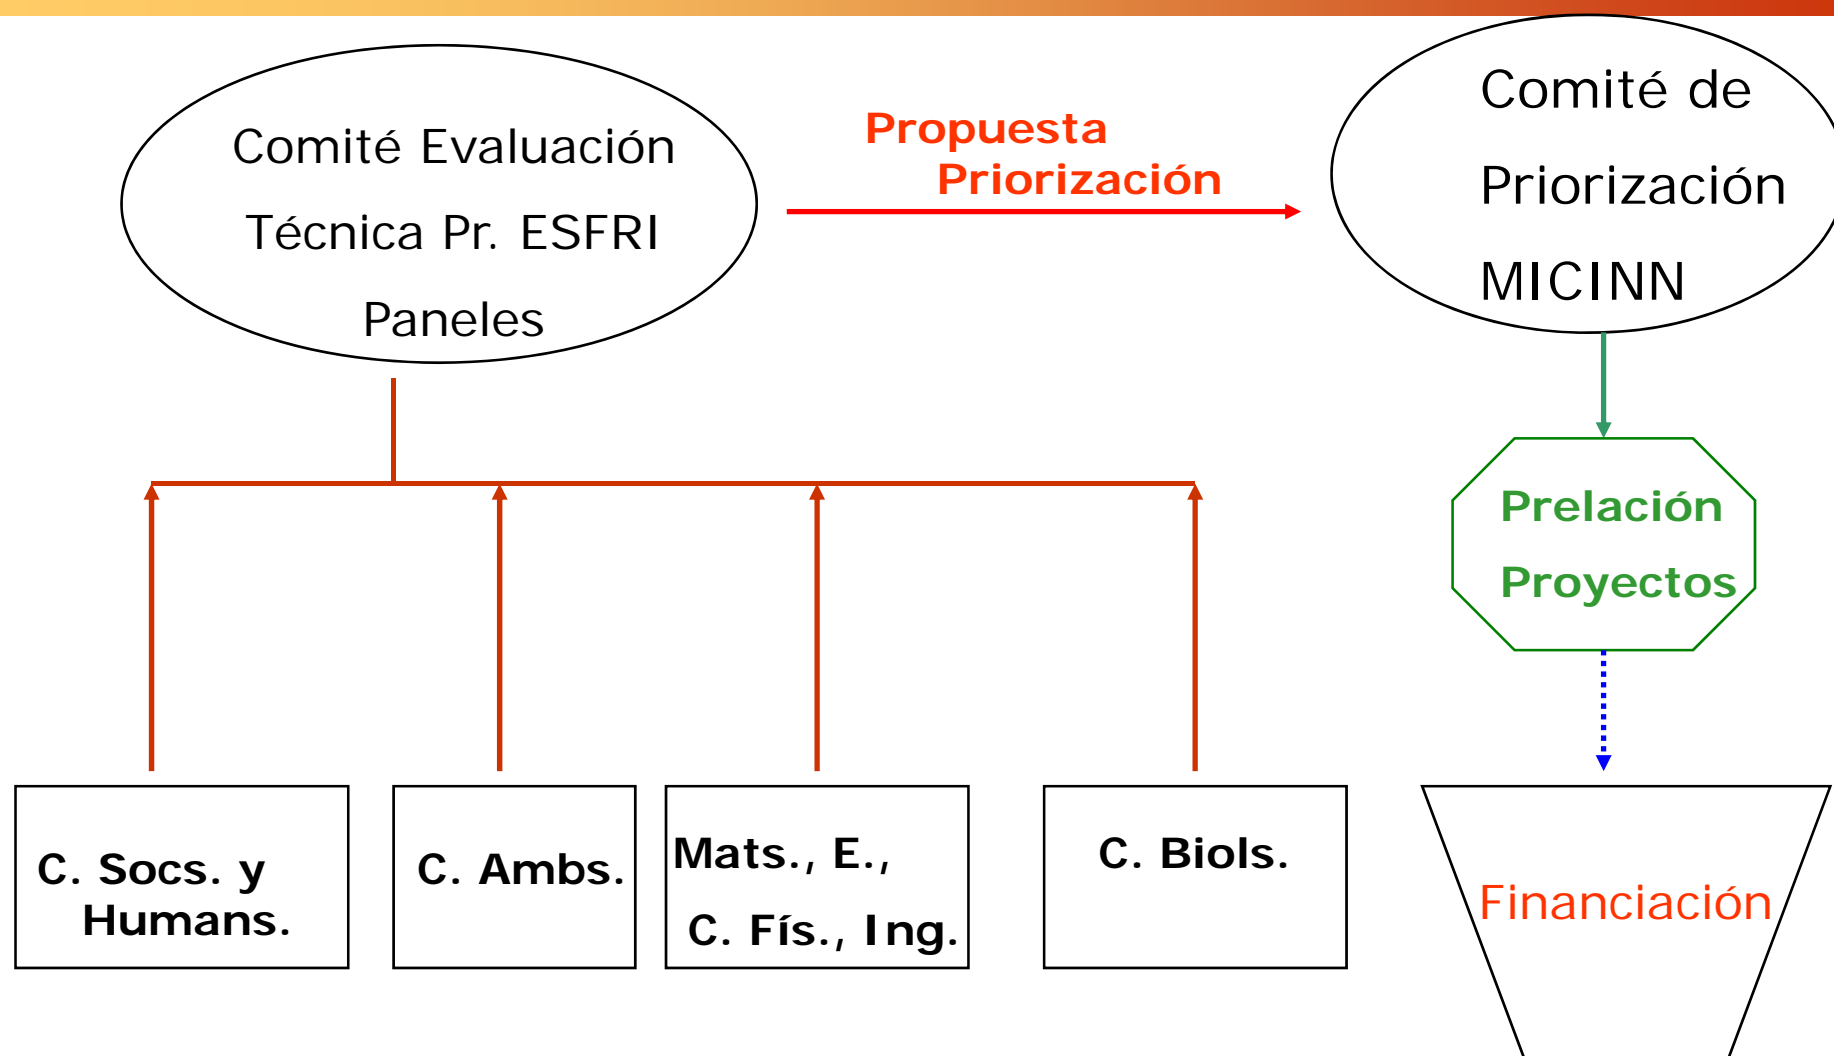 Comité Evaluación
Técnica Pr. ESFRI
Paneles
Propuesta
Priorización
Comité de
Priorización
MICINN
Prelación
Proyectos
C. Socs. y
Humans.
C. Ambs.
Mats., E.,
C. Fís., Ing.
C. Biols.
Financiación